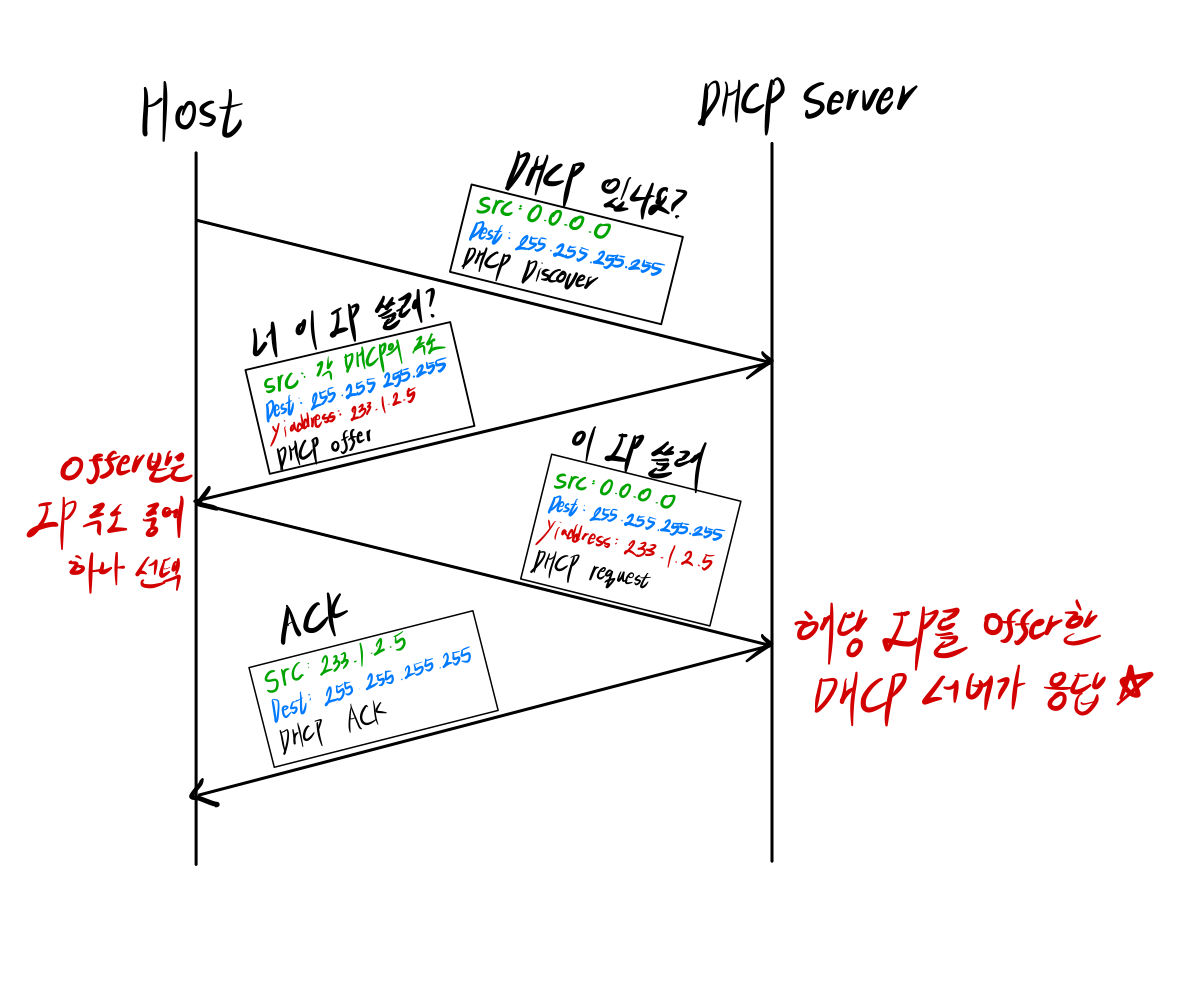 Host
DHCP Server
DHCP 있나요?
src: 0.0.0.0
Dest: 255.255.255.255
DHCP Discover
너 이 IP 쓸래?
src: 각 DHCP의 주소
Dest: 255.255 255.255
Yiaddress: 233.1.2.5
DHCP offer
Offer받은
IP 주소 중에
하나 선택
이 IP 쓸래
src: 0.0.0.0
Dest: 255.255.255.255
Yiaddress: 233.1.2.5
DHCP request
해당 IP를 Offer한
DHCP 서버가 응답 ☆
ACK
src: 233.1.2.5
Dest: 255 255.255.255
DHCP ACK